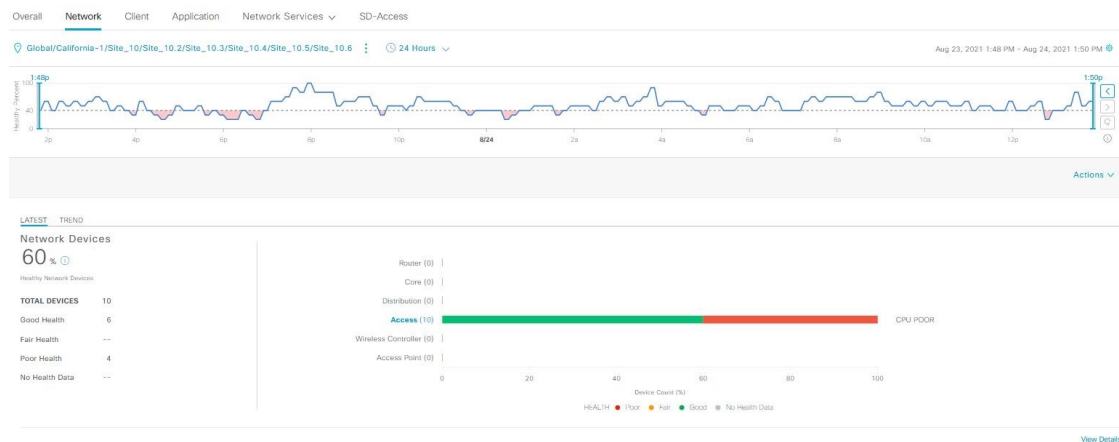 Overall Network Client Application Network Services SD-Access
Global/California-1/Site_10/Site_10.2/Site_10.3/Site_10.4/Site_10.5/Site_10.6 24 Hours Aug 23, 2021 1:48 PM - Aug 24, 2021 1:50 PM
1:48p 1:50p
Health Percent
100
40
0
2p 4p 6p 8p 10p 8/24 2a 4a 6a 8a 10a 12p
Actions
LATEST TREND
Network Devices
60 %
Healthy Network Devices
TOTAL DEVICES 10
Good Health 6
Fair Health --
Poor Health 4
No Health Data --
Router (0)
Core (0)
Distribution (0)
Access (10) CPU POOR
Wireless Controller (0)
Access Point (0)
0 20 40 60 80 100
Device Count (%)
HEALTH Poor Fair Good No Health Data
View Details